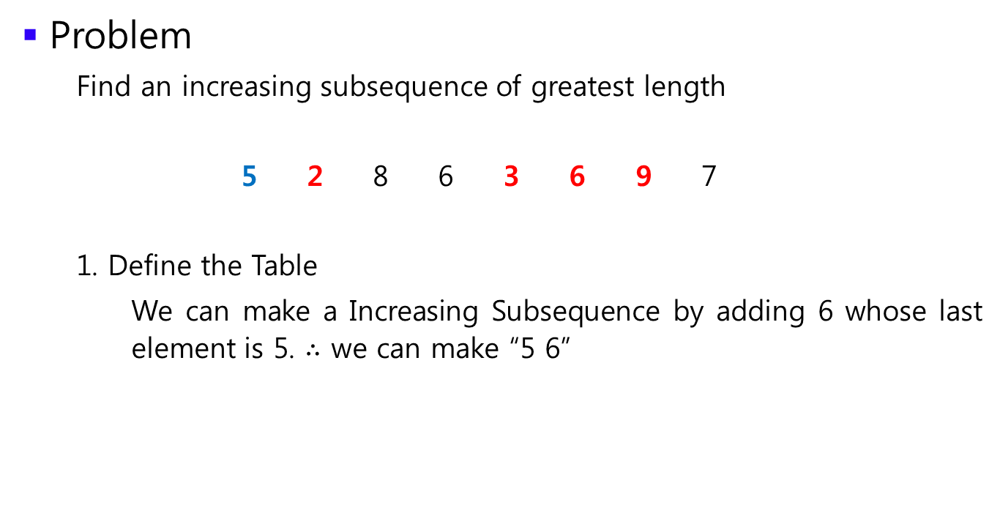 Problem
Find an increasing subsequence of greatest length
5 2 8 6 3 6 9 7
1. Define the Table
We can make a Increasing Subsequence by adding 6 whose last
element is 5. ∴ we can make “5 6”